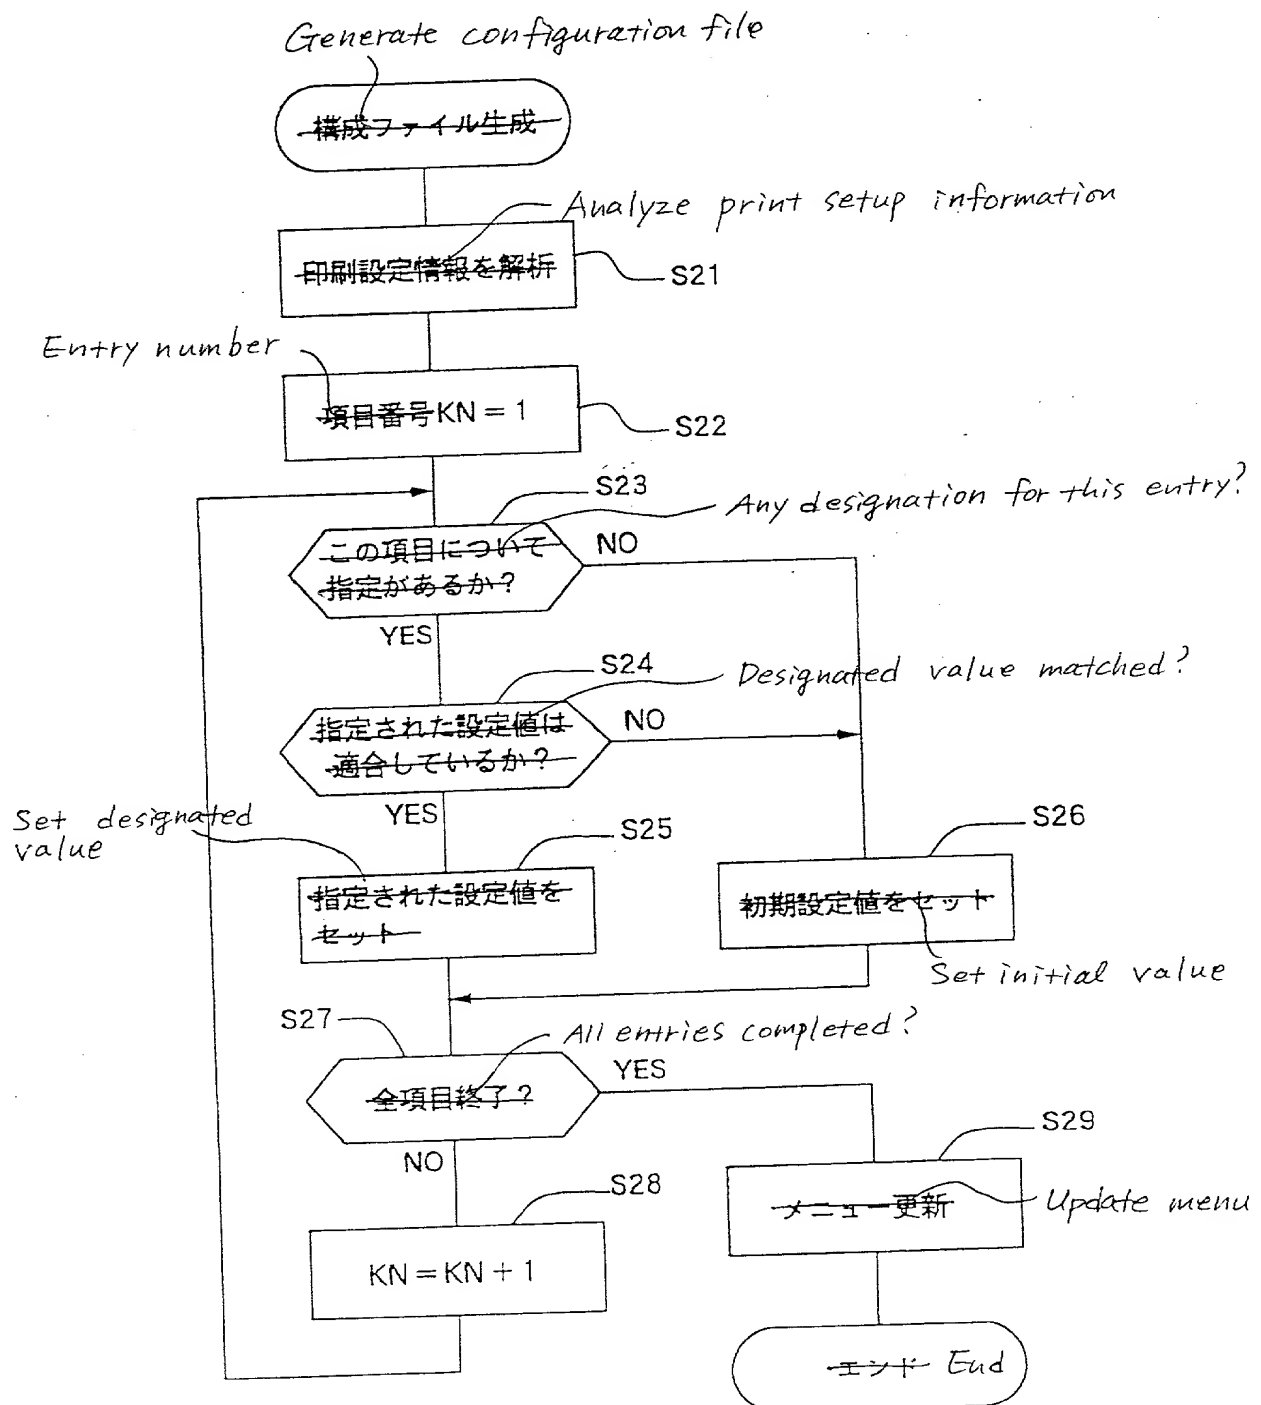 Generate configuration file
構成ファイル生成
Analyze print setup information
印刷設定情報を解析
S21
Entry number
項目番号KN = 1
S22
S23
Any designation for this entry?
この項目について
指定があるか?
NO
YES
S24
Designated value matched?
指定された設定値は
適合しているか?
NO
YES
Set designated
value
S25
指定された設定値を
セット
S26
初期設定値をセット
Set initial value
S27
All entries completed?
全項目終了?
YES
NO
S28
KN = KN + 1
S29
メニュー更新
Update menu
エンド End